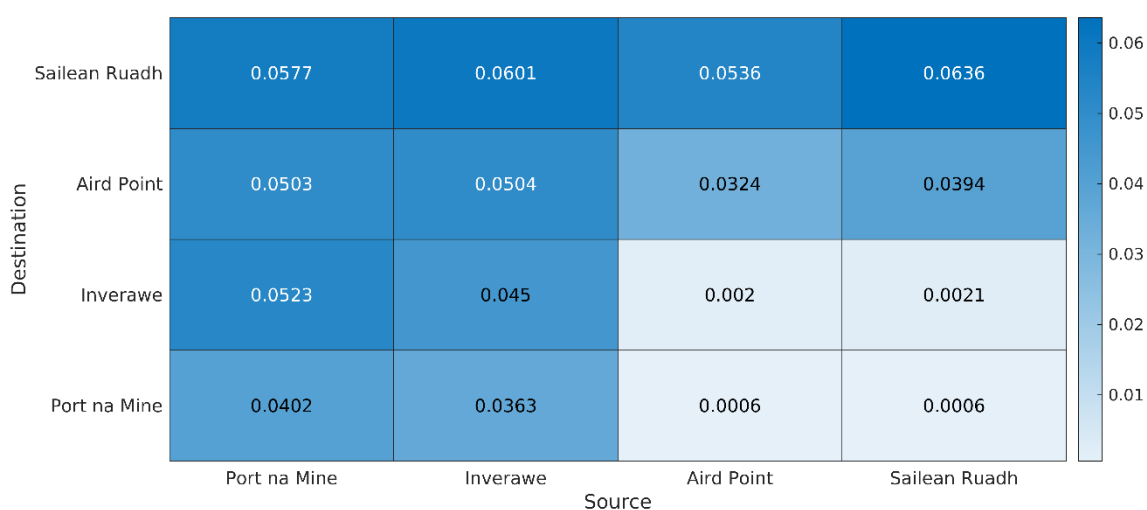 Sailean Ruadh 0.0577 0.0601 0.0536 0.0636
Aird Point 0.0503 0.0504 0.0324 0.0394
Inverawe 0.0523 0.045 0.002 0.0021
Port na Mine 0.0402 0.0363 0.0006 0.0006
Port na Mine Inverawe Aird Point Sailean Ruadh
Source
Destination
0.06
0.05
0.04
0.03
0.02
0.01